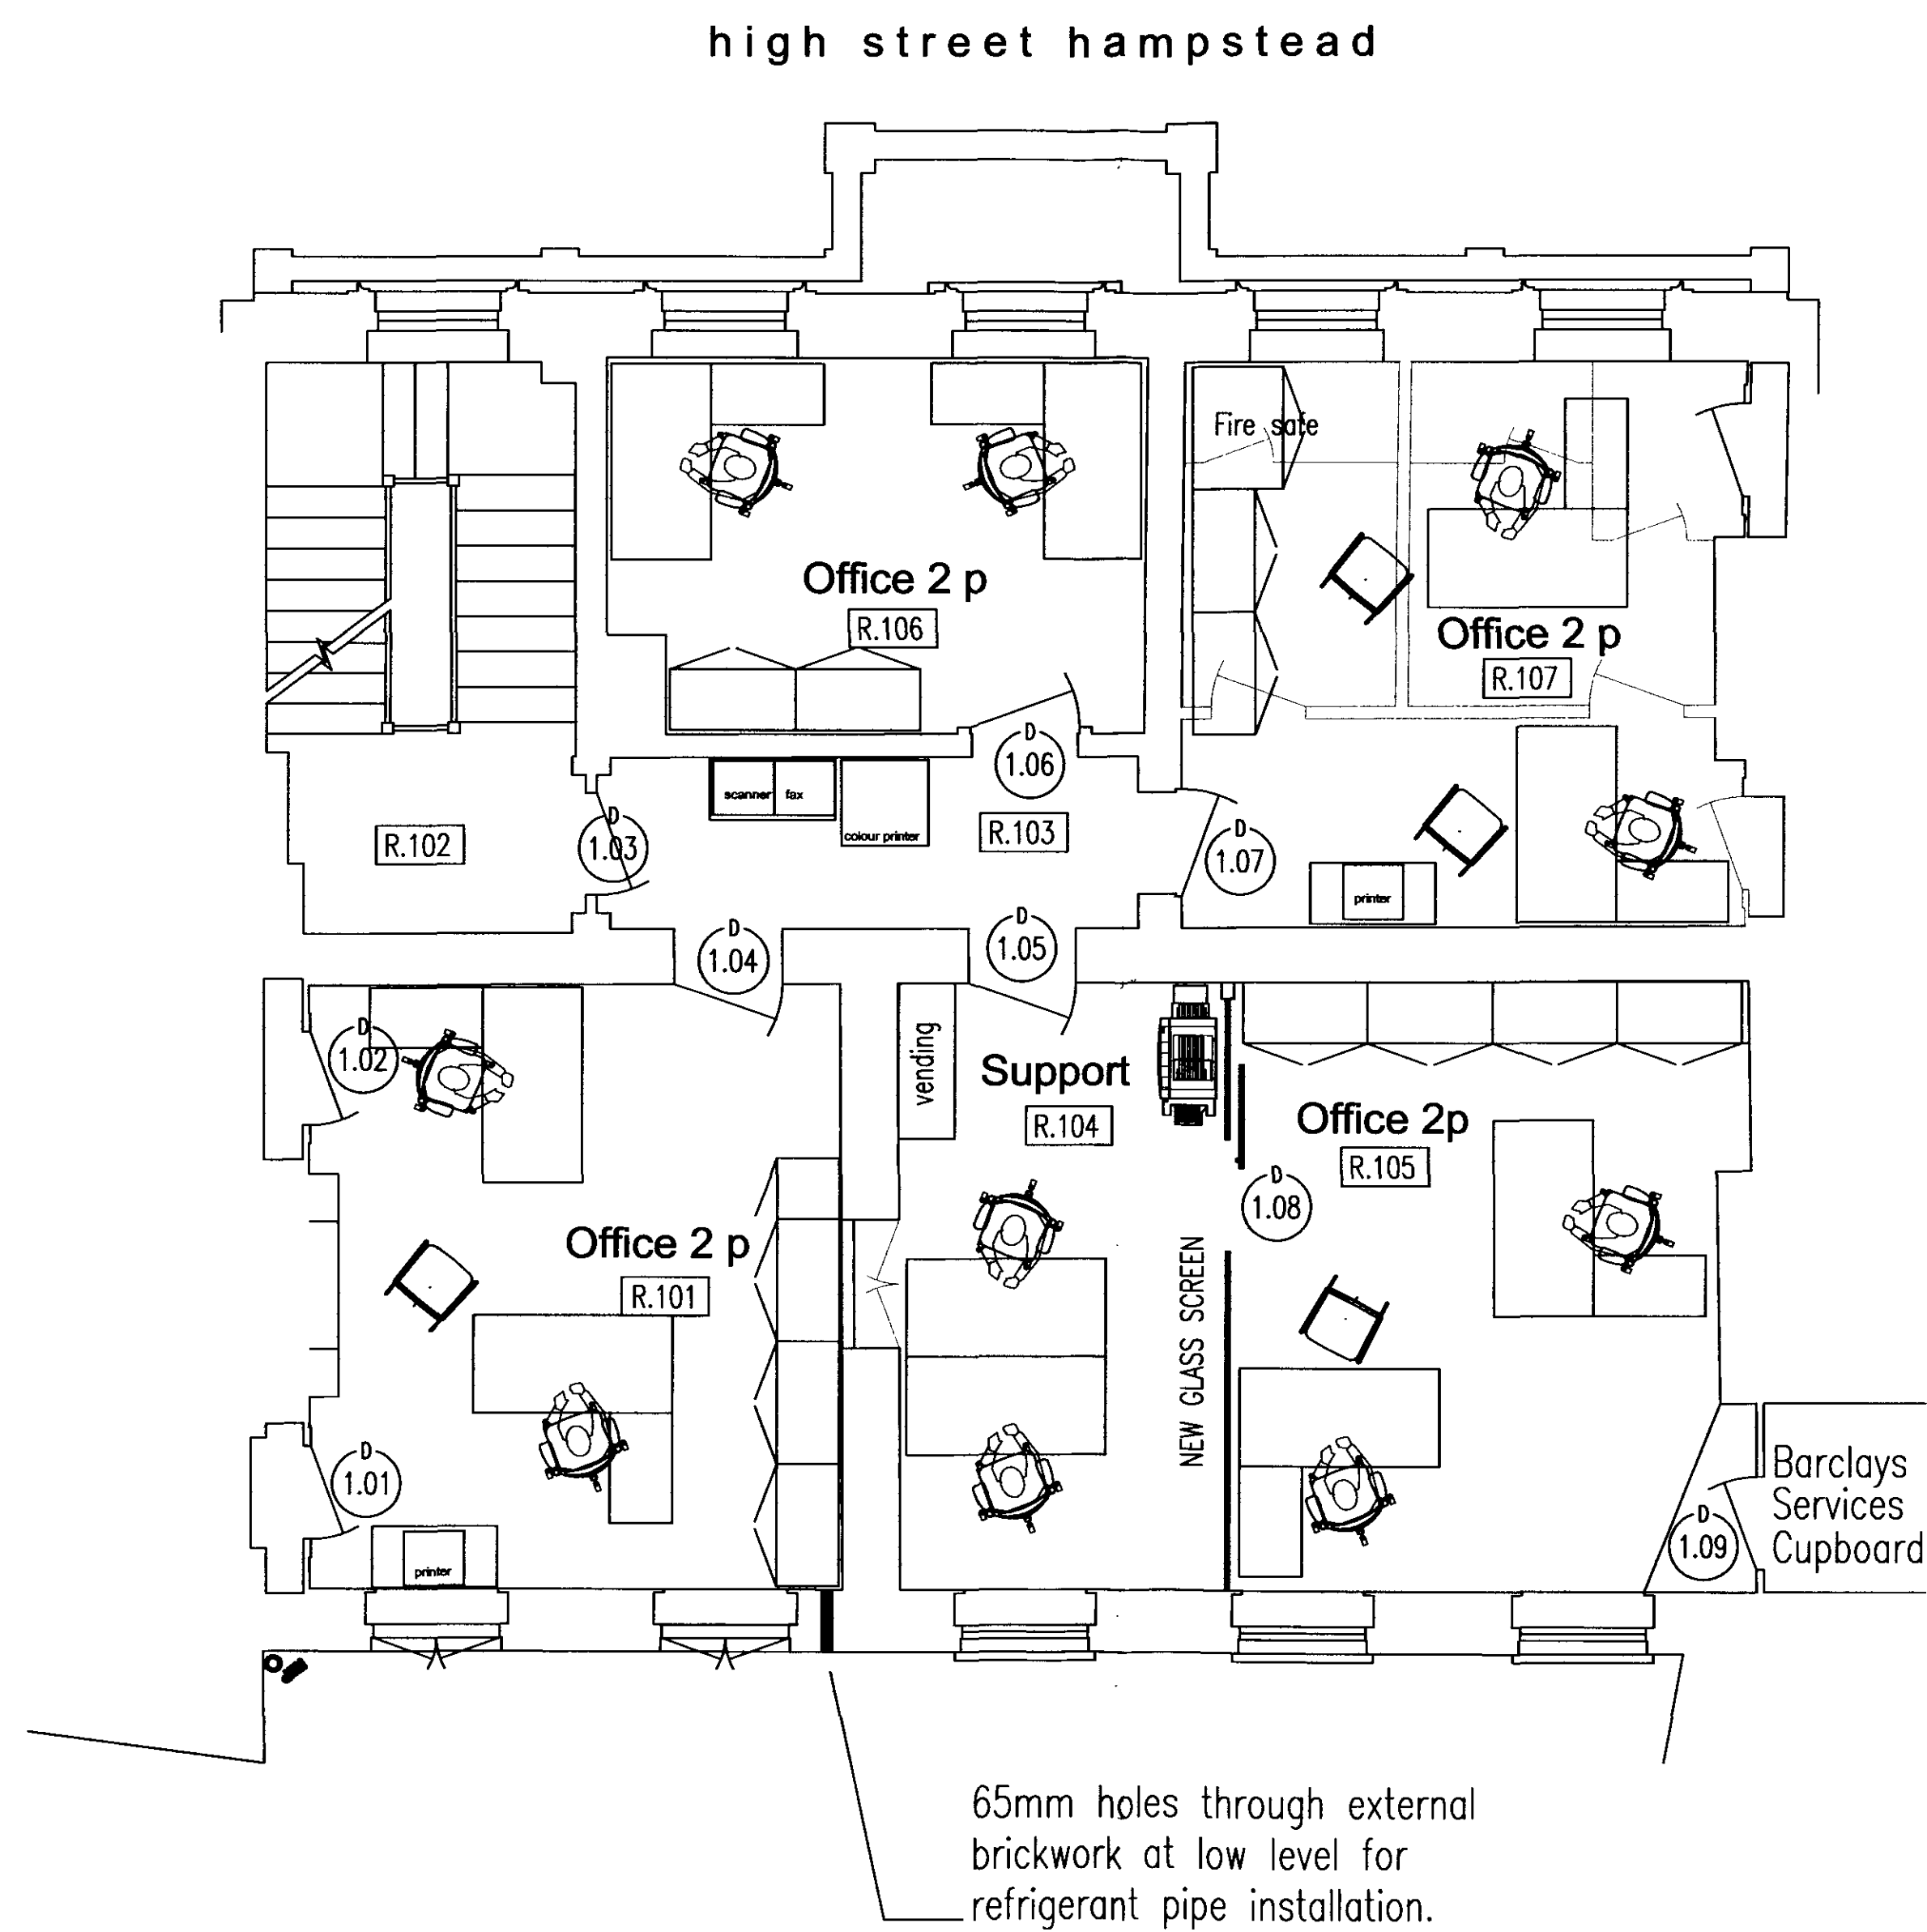 high street hampstead
Fire safe
Office 2 p
R.106
Office 2 p
R.107
D
1.06
scanner
fax
colour printer
R.103
R.102
D
1.03
D
1.07
printer
D
1.04
D
1.05
D
1.02
vending
Support
R.104
Office 2p
R.105
D
1.08
Office 2 p
R.101
NEW GLASS SCREEN
D
1.01
printer
D
1.09
Barclays
Services
Cupboard
65mm holes through external
brickwork at low level for
refrigerant pipe installation.